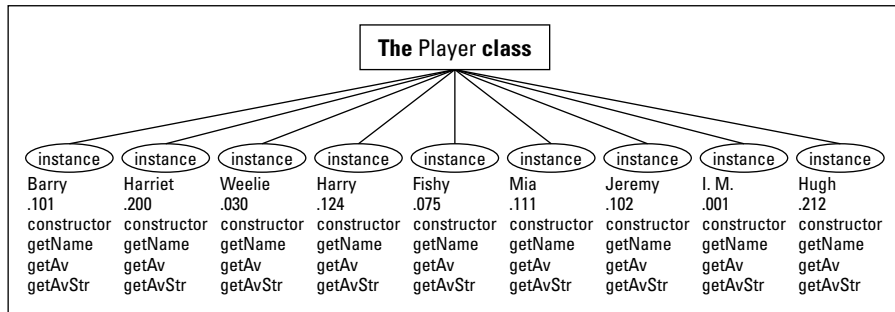 The Player class
instance instance instance instance instance instance instance instance instance
Barry Harriet Weelie Harry Fishy Mia Jeremy I. M. Hugh
.101 .200 .030 .124 .075 .111 .102 .001 .212
constructor constructor constructor constructor constructor constructor constructor constructor constructor
getName getName getName getName getName getName getName getName getName
getAv getAv getAv getAv getAv getAv getAv getAv getAv
getAvStr getAvStr getAvStr getAvStr getAvStr getAvStr getAvStr getAvStr getAvStr